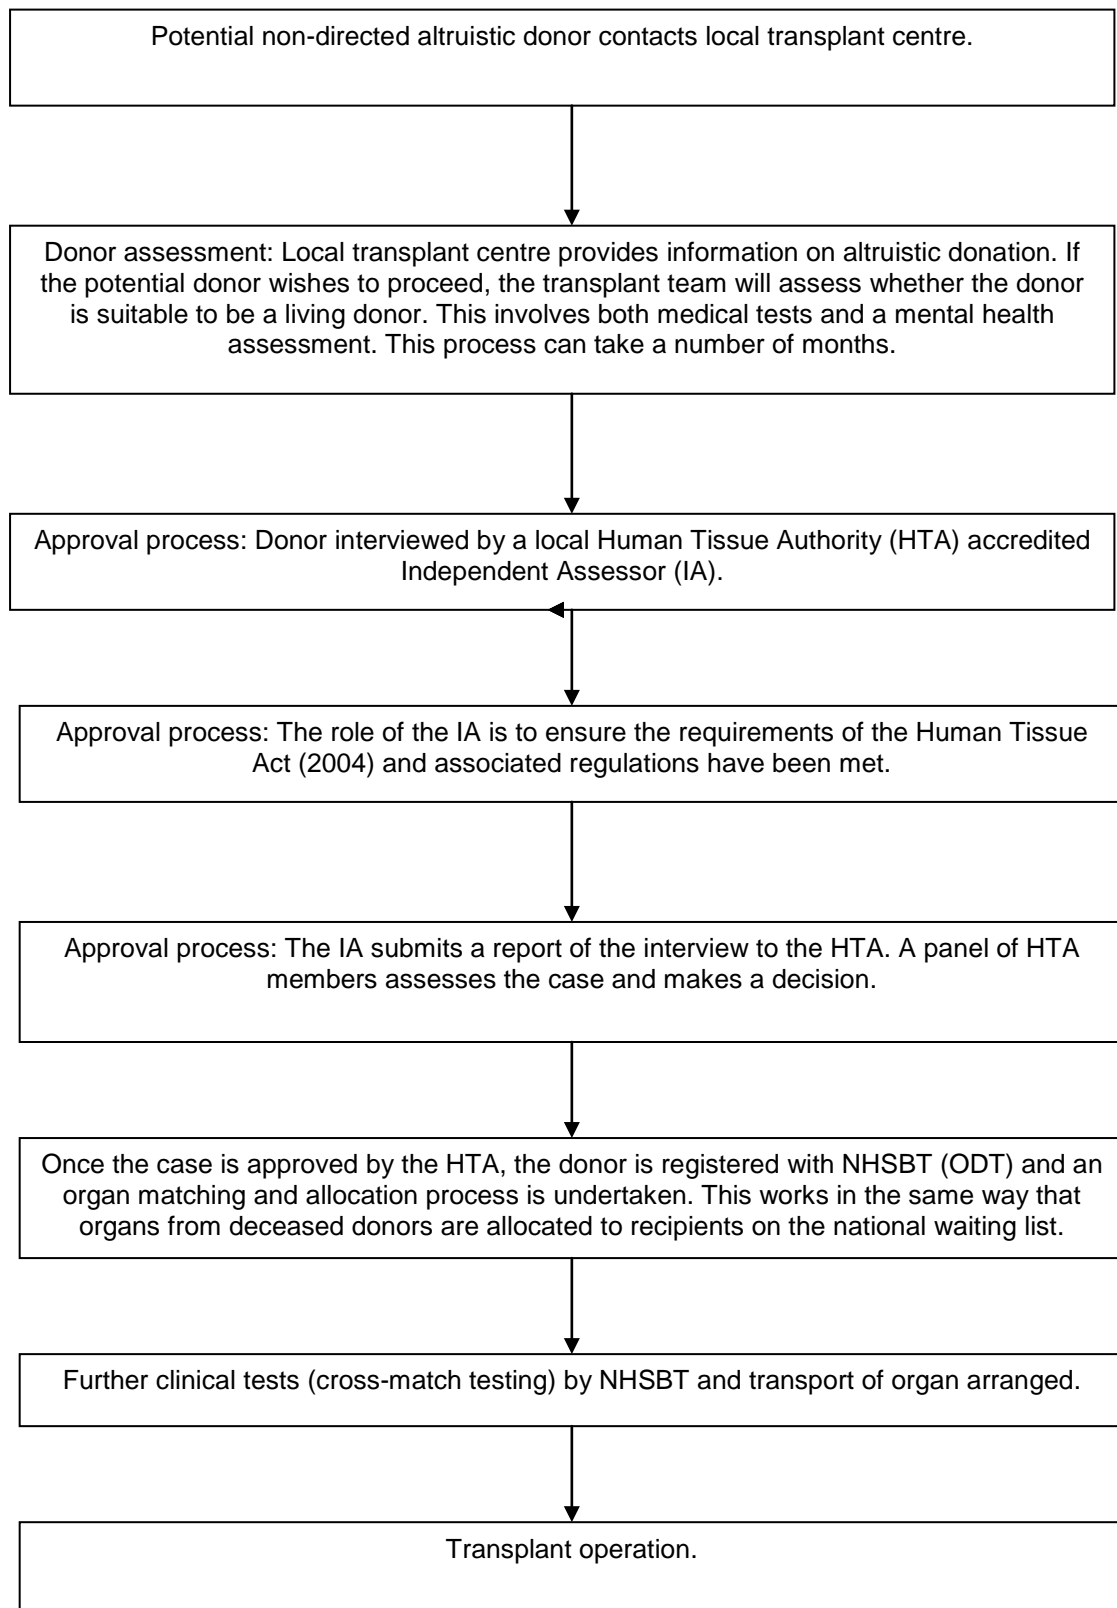 Potential non-directed altruistic donor contacts local transplant centre.
Donor assessment: Local transplant centre provides information on altruistic donation. If
the potential donor wishes to proceed, the transplant team will assess whether the donor
is suitable to be a living donor. This involves both medical tests and a mental health
assessment. This process can take a number of months.
Approval process: Donor interviewed by a local Human Tissue Authority (HTA) accredited
Independent Assessor (IA).
Approval process: The role of the IA is to ensure the requirements of the Human Tissue
Act (2004) and associated regulations have been met.
Approval process: The IA submits a report of the interview to the HTA. A panel of HTA
members assesses the case and makes a decision.
Once the case is approved by the HTA, the donor is registered with NHSBT (ODT) and an
organ matching and allocation process is undertaken. This works in the same way that
organs from deceased donors are allocated to recipients on the national waiting list.
Further clinical tests (cross-match testing) by NHSBT and transport of organ arranged.
Transplant operation.